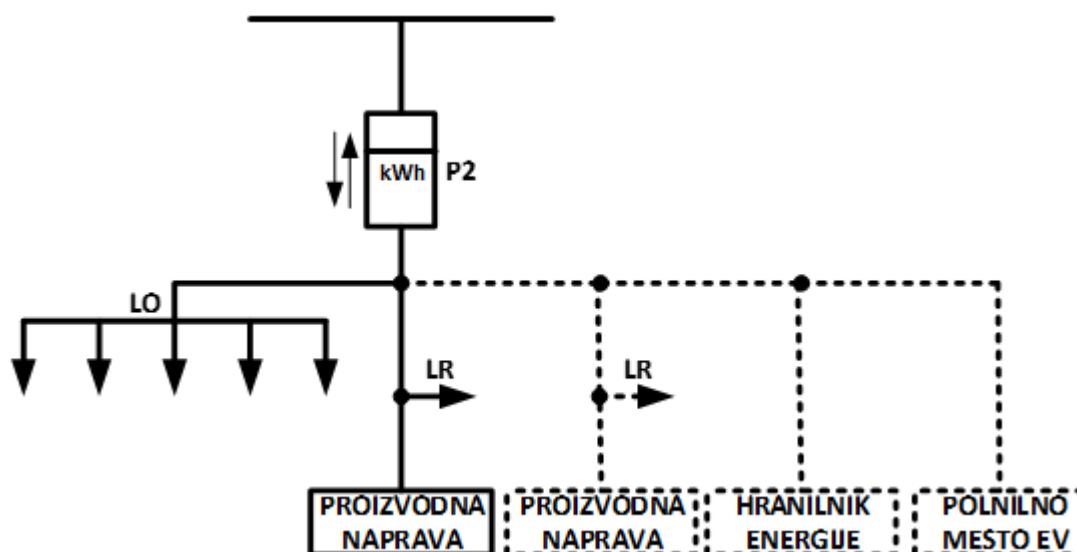 kWh P2
LO
LR
LR
PROIZVODNA
NAPRAVA
PROIZVODNA
NAPRAVA
HRANILNIK
ENERGIJE
POLNILNO
MESTO EV